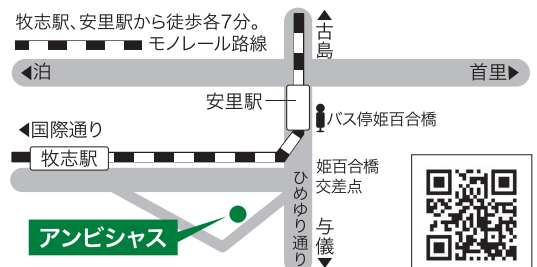 牧志駅、安里駅から徒歩各7分。
モノレール路線
▲古島
◀泊
首里▶
安里駅
バス停姫百合橋
◀国際通り
牧志駅
姫百合橋
交差点
ひめゆり通り
アンビシャス
与儀▼